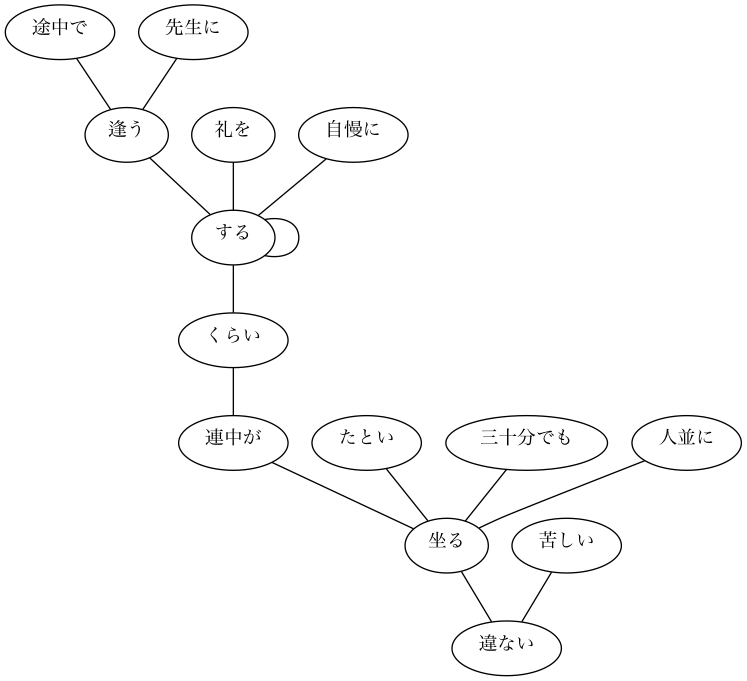 途中で
先生に
逢う
礼を
自慢に
する
くらい
連中が
たとい
三十分でも
人並に
坐る
苦しい
違ない